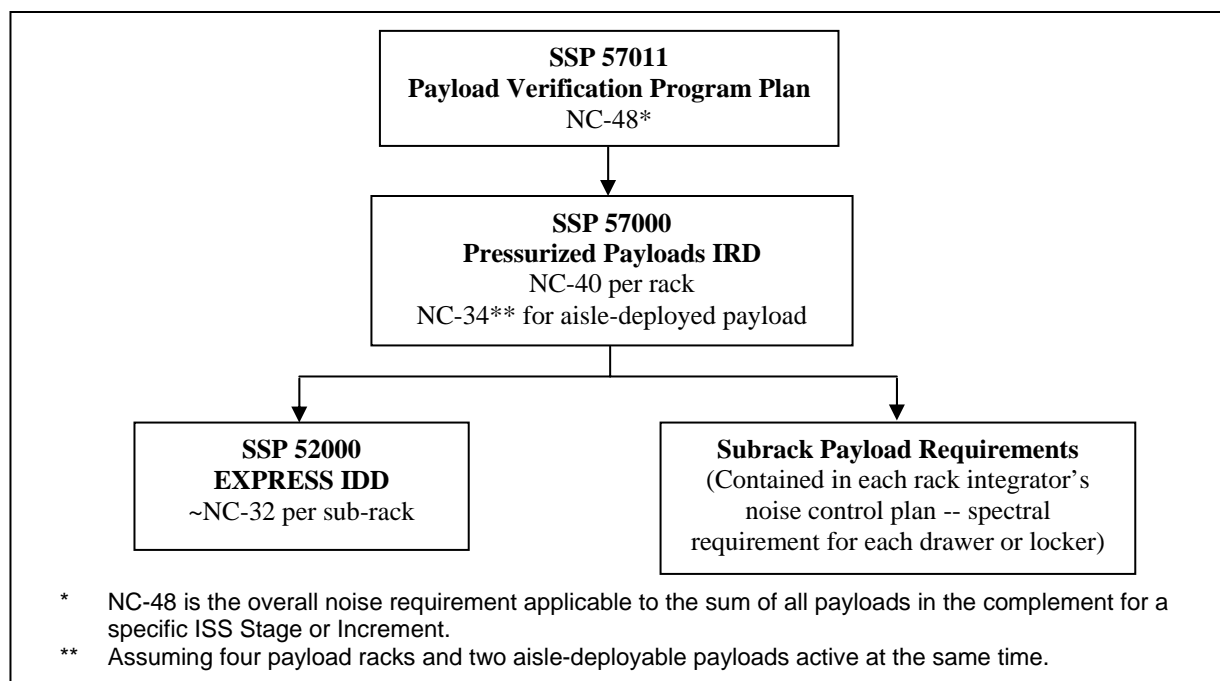 SSP 57011
Payload Verification Program Plan
NC-48*
SSP 57000
Pressurized Payloads IRD
NC-40 per rack
NC-34** for aisle-deployed payload
SSP 52000
EXPRESS IDD
~NC-32 per sub-rack
Subrack Payload Requirements
(Contained in each rack integrator's
noise control plan -- spectral
requirement for each drawer or locker)
* NC-48 is the overall noise requirement applicable to the sum of all payloads in the complement for a
specific ISS Stage or Increment.
** Assuming four payload racks and two aisle-deployable payloads active at the same time.